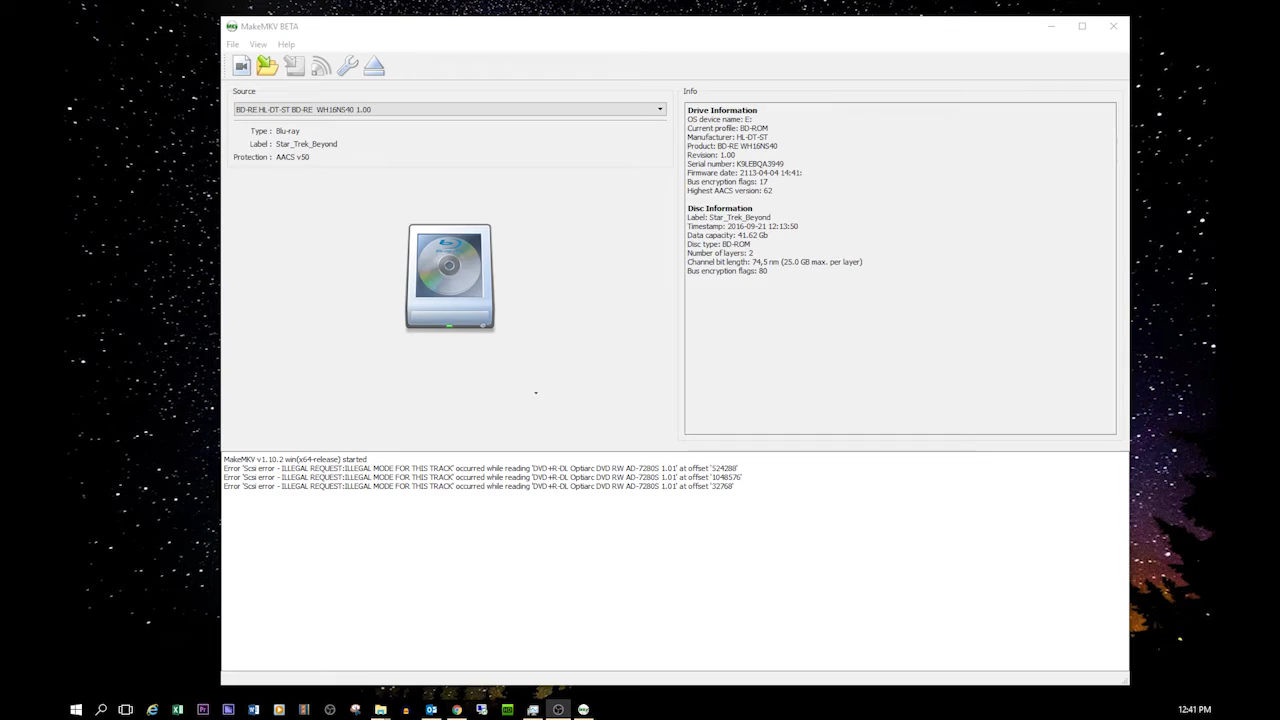 MakeMKV BETA
File View Help
Source
BD-RE HL-DT-ST BD-RE  WH16NS40 1.00
Type : Blu-ray
Label : Star_Trek_Beyond
Protection : AACS v50
Info
Drive Information
OS device name: E:
Current profile: BD-ROM
Manufacturer: HL-DT-ST
Product: BD-RE WH16NS40
Revision: 1.00
Serial number: K9LEBQA3949
Firmware date: 2113-04-04 14:41:
Bus encryption flags: 17
Highest AACS version: 62
Disc Information
Label: Star_Trek_Beyond
Timestamp: 2016-09-21 12:13:50
Data capacity: 41.62 Gb
Disc type: BD-ROM
Number of layers: 2
Channel bit length: 74,5 nm (25.0 GB max. per layer)
Bus encryption flags: 80
MakeMKV v1.10.2 win(x64-release) started
Error 'Scsi error - ILLEGAL REQUEST:ILLEGAL MODE FOR THIS TRACK' occurred while reading 'DVD+R-DL Optiarc DVD RW AD-7280S 1.01' at offset '524288'
Error 'Scsi error - ILLEGAL REQUEST:ILLEGAL MODE FOR THIS TRACK' occurred while reading 'DVD+R-DL Optiarc DVD RW AD-7280S 1.01' at offset '1048576'
Error 'Scsi error - ILLEGAL REQUEST:ILLEGAL MODE FOR THIS TRACK' occurred while reading 'DVD+R-DL Optiarc DVD RW AD-7280S 1.01' at offset '32768'
12:41 PM